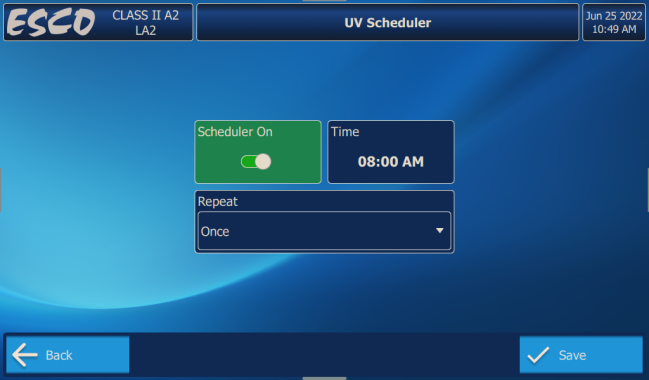 ESCO
CLASS II A2
LA2
UV Scheduler
Jun 25 2022
10:49 AM
Scheduler On
Time
08:00 AM
Repeat
Once
Back
Save